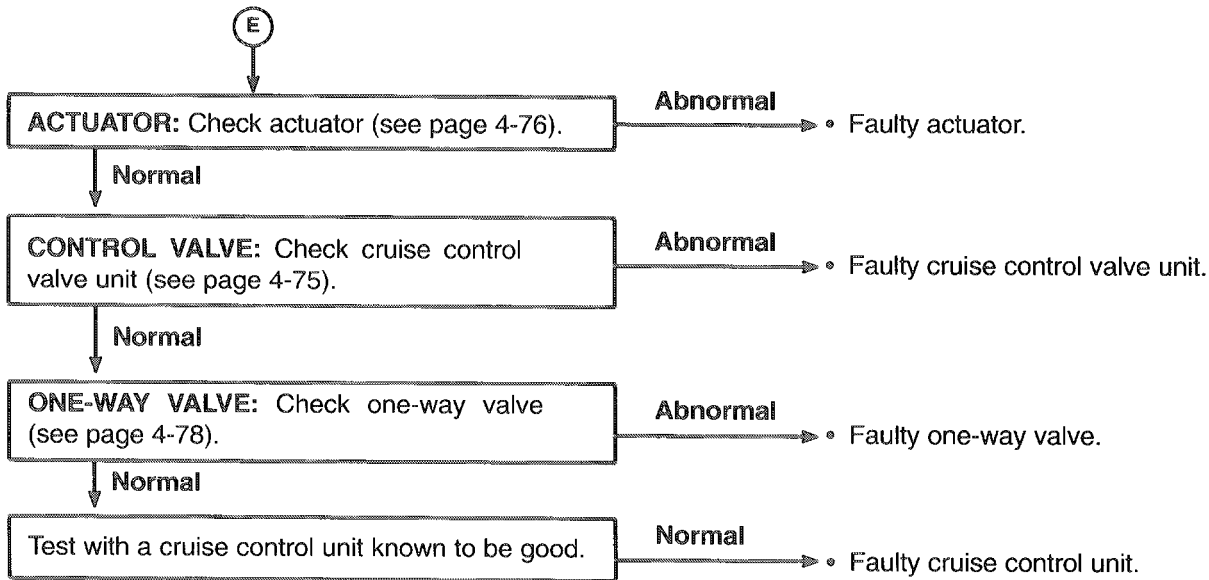 E
ACTUATOR: Check actuator (see page 4-76).
Abnormal
• Faulty actuator.
Normal
CONTROL VALVE: Check cruise control
valve unit (see page 4-75).
Abnormal
• Faulty cruise control valve unit.
Normal
ONE-WAY VALVE: Check one-way valve
(see page 4-78).
Abnormal
• Faulty one-way valve.
Normal
Test with a cruise control unit known to be good.
Normal
• Faulty cruise control unit.